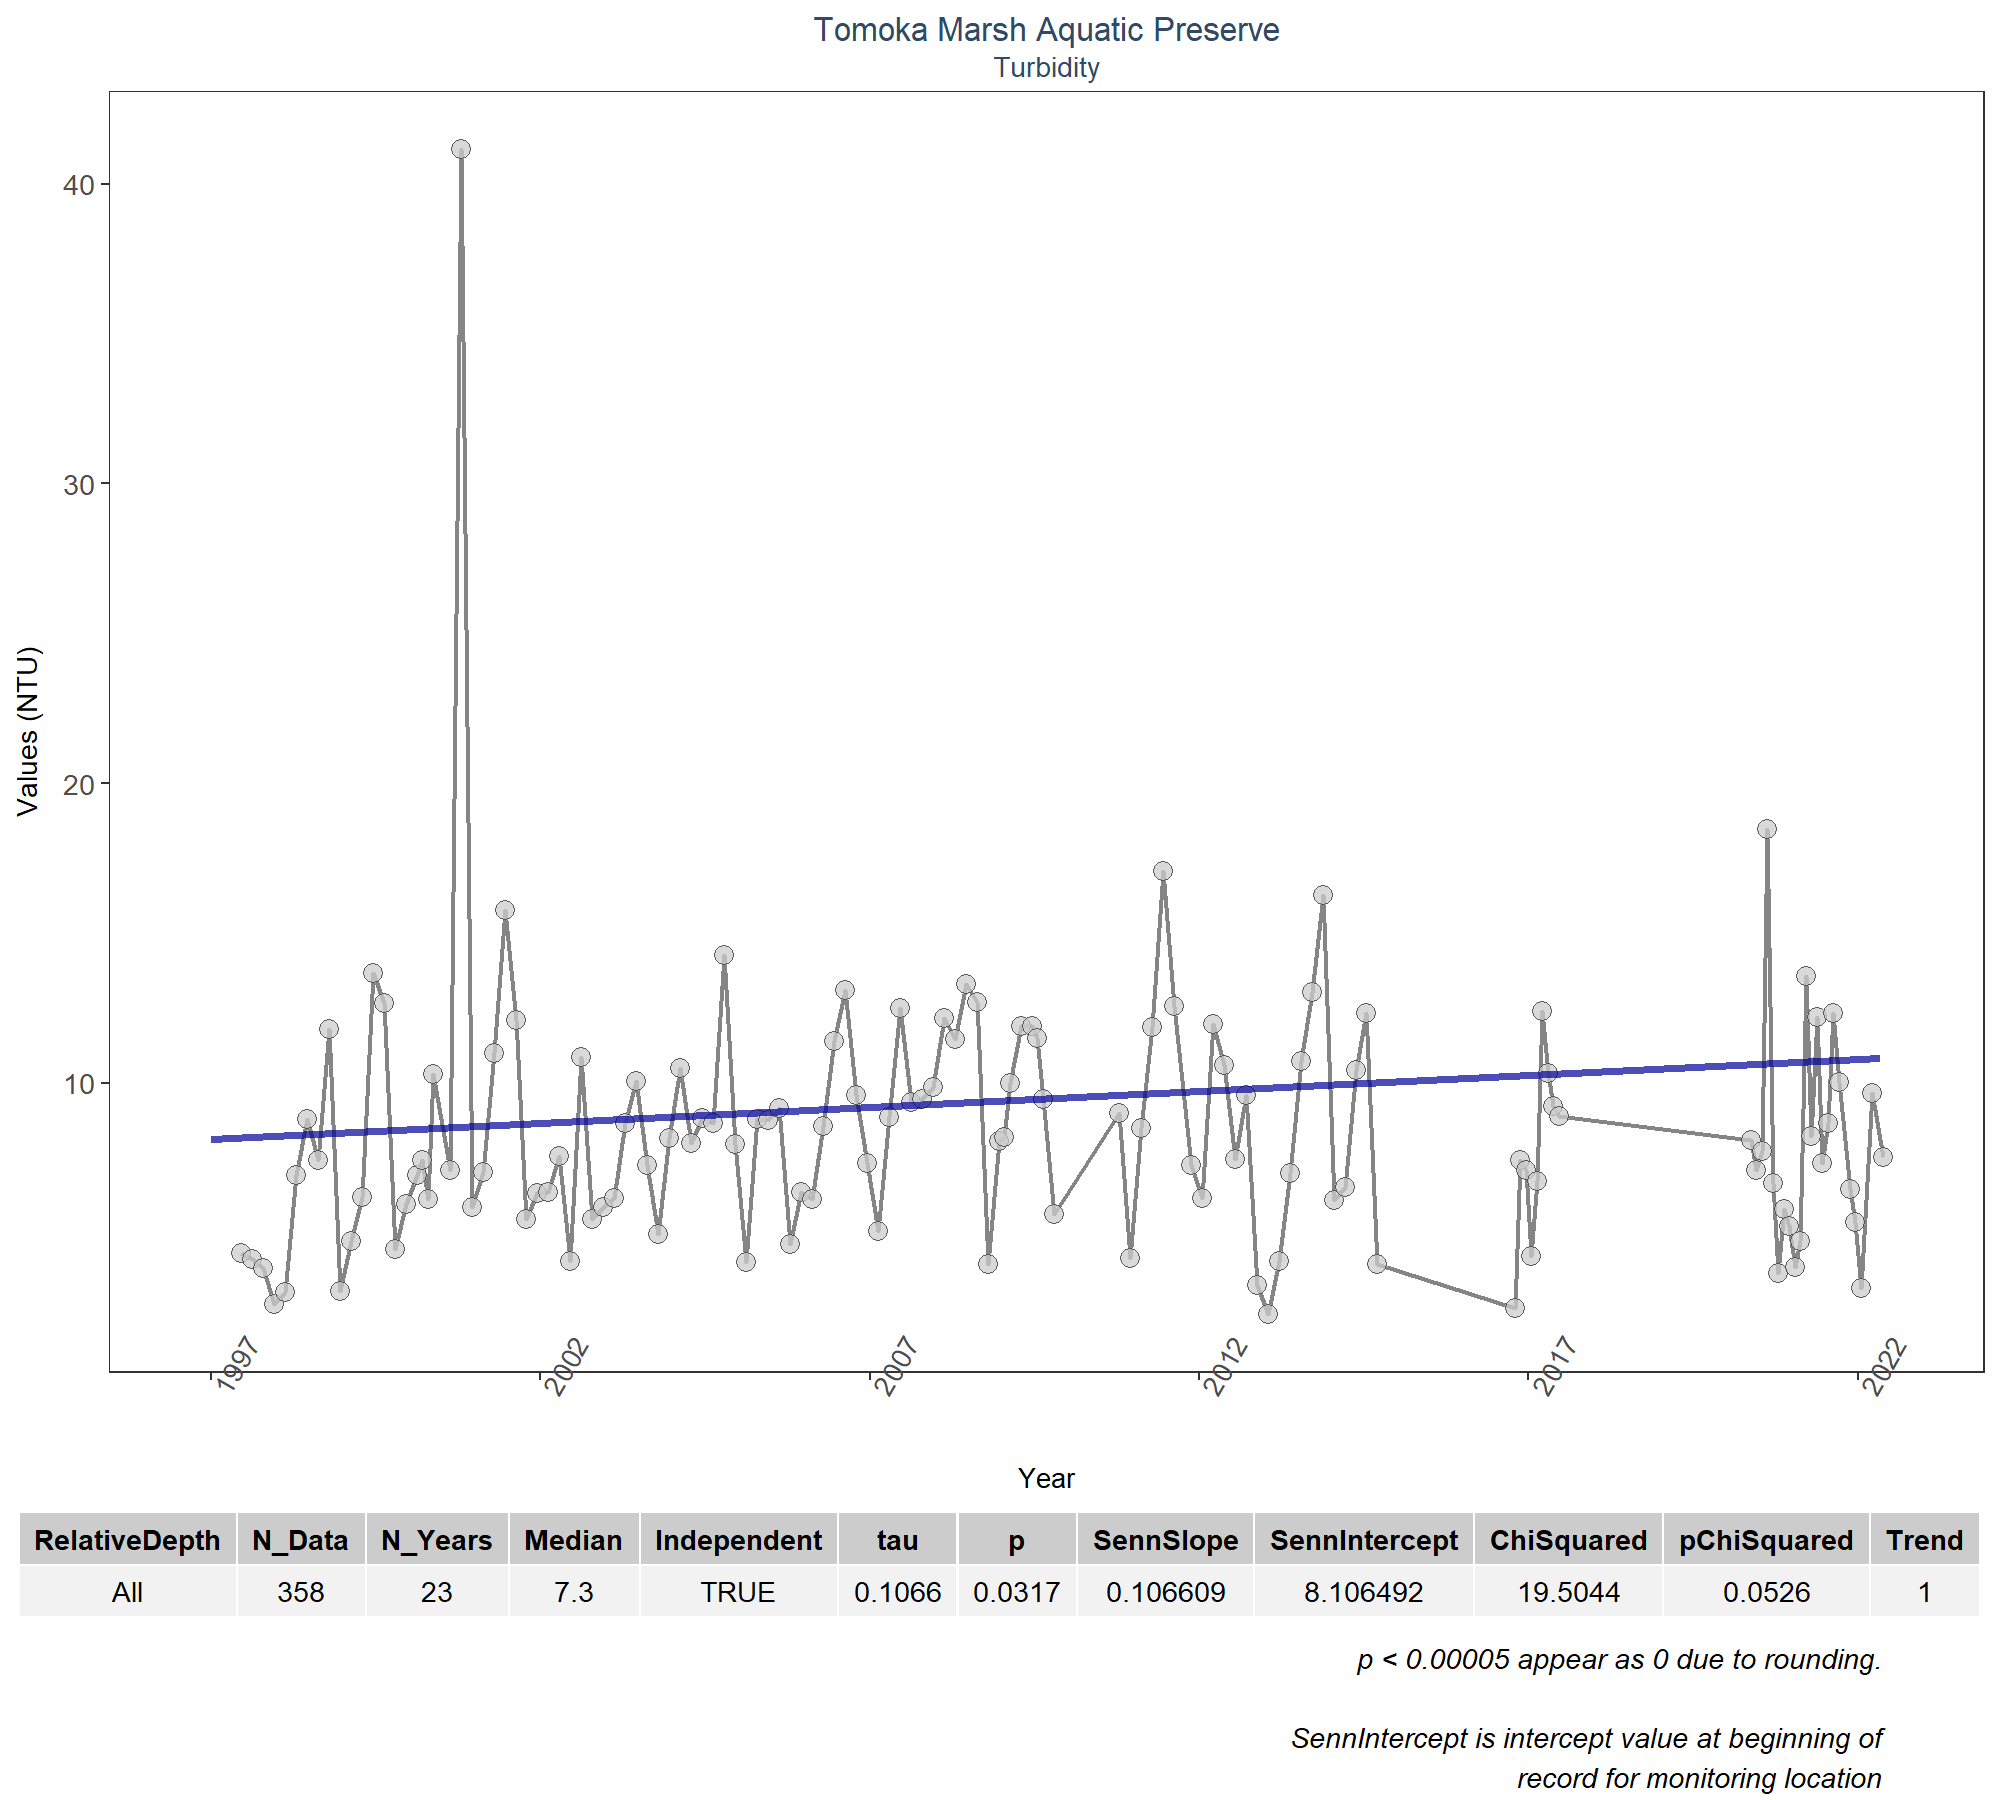 Tomoka Marsh Aquatic Preserve
Turbidity
40
30
20
10
Values (NTU)
1997
2002
2007
2012
2017
2022
Year
RelativeDepth N_Data N_Years Median Independent tau p SennSlope SennIntercept ChiSquared pChiSquared Trend
All 358 23 7.3 TRUE 0.1066 0.0317 0.106609 8.106492 19.5044 0.0526 1
p < 0.00005 appear as 0 due to rounding.
SennIntercept is intercept value at beginning of
record for monitoring location